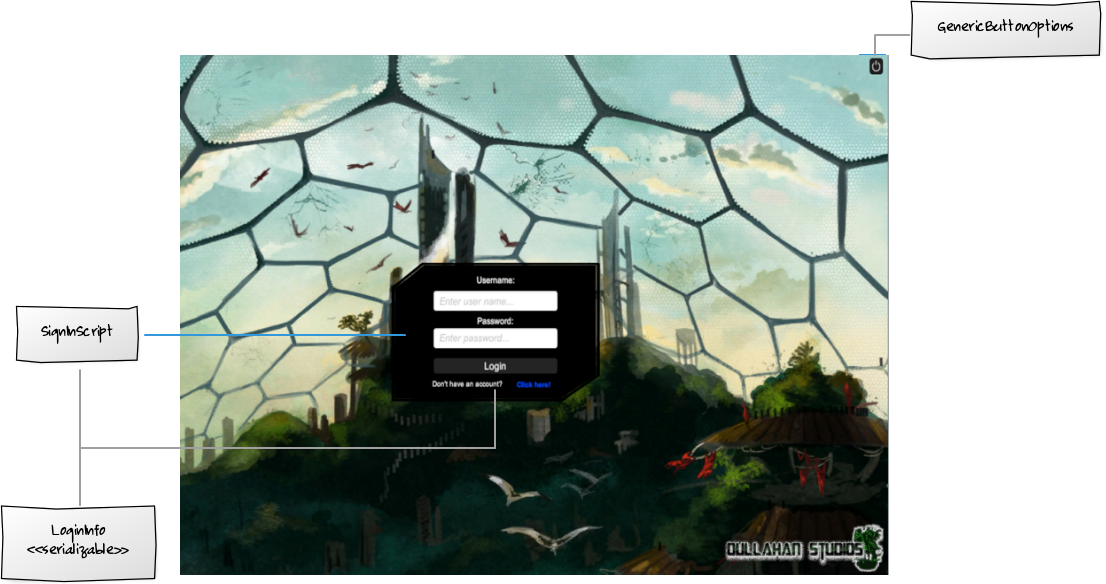 GenericButtonOptions
Username:
Enter user name...
Password:
Enter password...
Login
Don't have an account? Click here!
SignInScript
LoginInfo
<<serializable>>
DULLAHAN STUDIOS